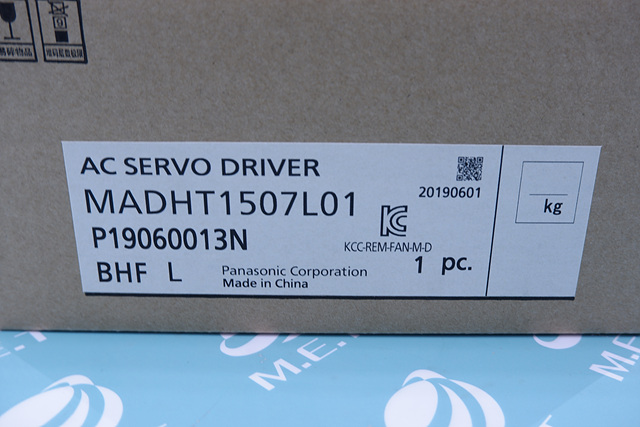 AC SERVO DRIVER
MADHT1507L01
20190601
P19060013N
KCC-REM-FAN-M-D
BHF L
1 pc.
Panasonic Corporation
Made in China
kg
M.E.T